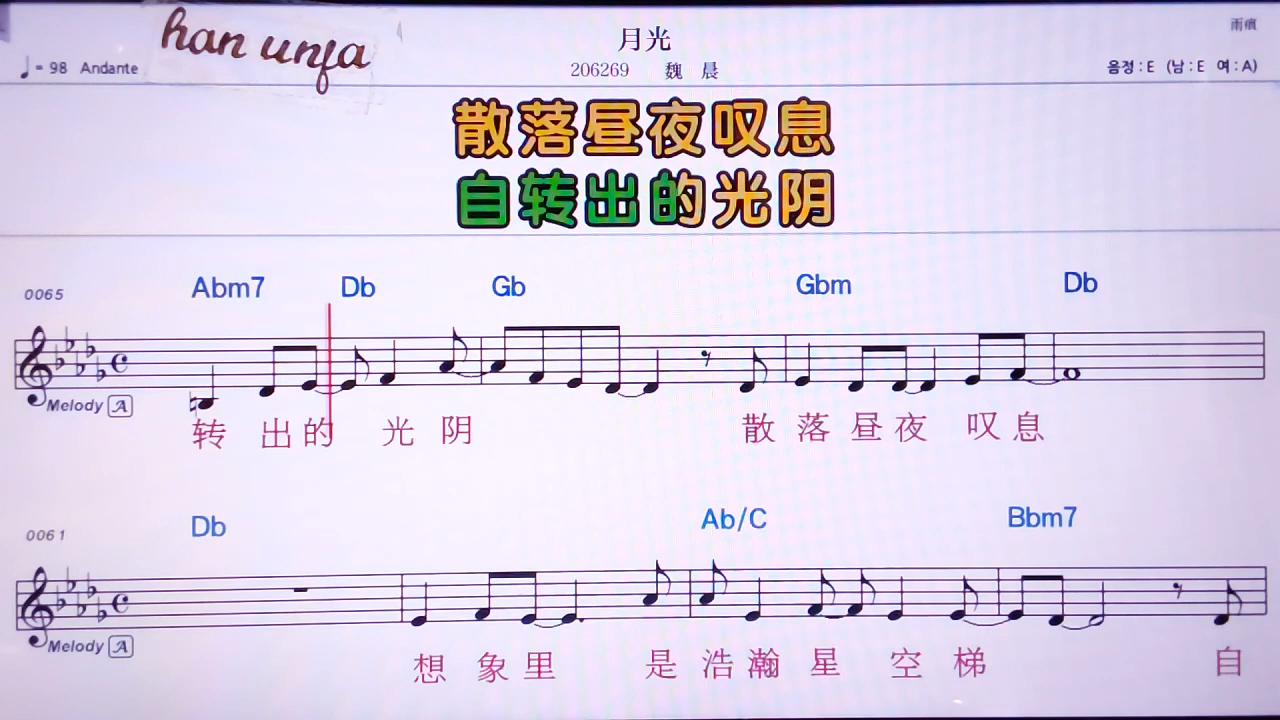 han unfa
月光
雨痕
♩= 98 Andante
206269 魏 晨
음정 : E (남 : E 여 : A)
散落昼夜叹息
自转出的光阴
0065
Abm7 Db Gb Gbm Db
Melody A
转 出 的 光 阴 散 落 昼 夜 叹 息
0061
Db Ab/C Bbm7
Melody A
想 象 里 是 浩 瀚 星 空 梯 自